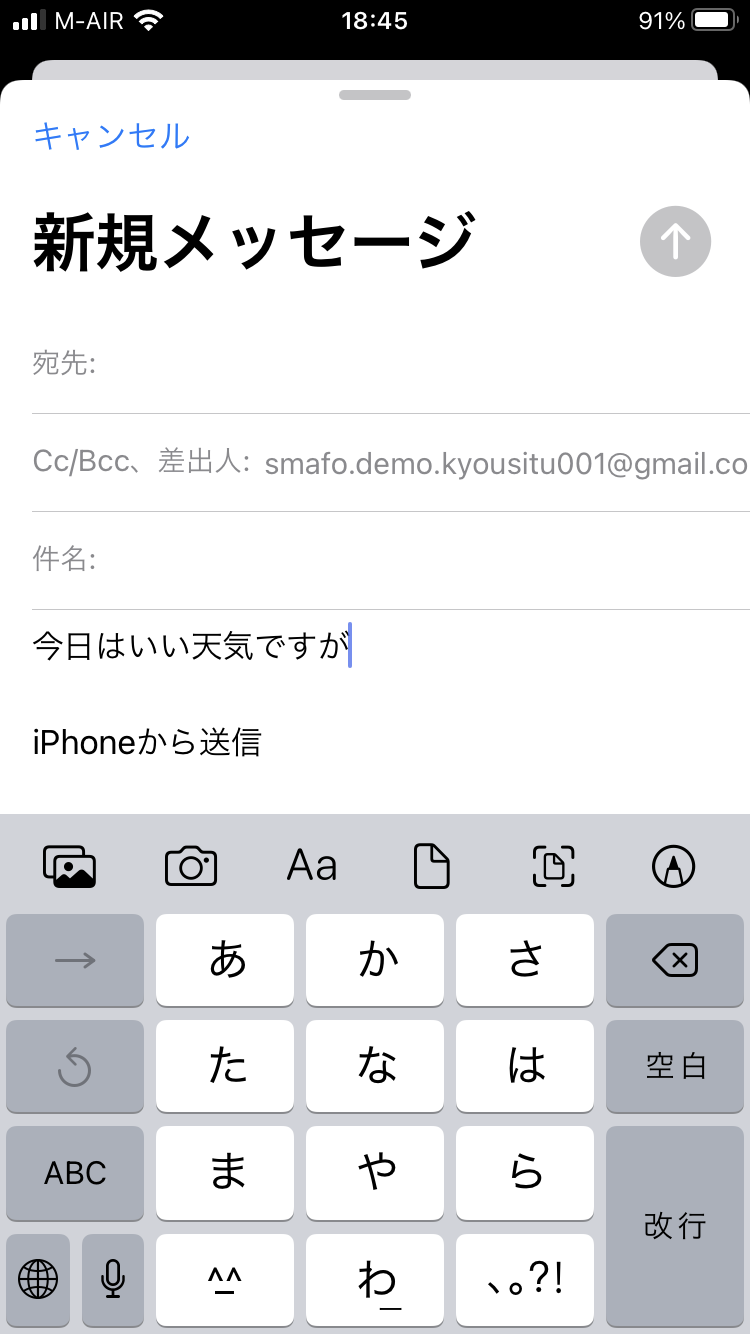 M-AIR 18:45 91%
キャンセル
新規メッセージ
宛先:
Cc/Bcc、差出人: smafo.demo.kyousitu001@gmail.co
件名:
今日はいい天気ですが
iPhoneから送信
Aa
→ あ か さ
た な は 空白
ABC ま や ら
改行
^_^ わ_ 、。?!